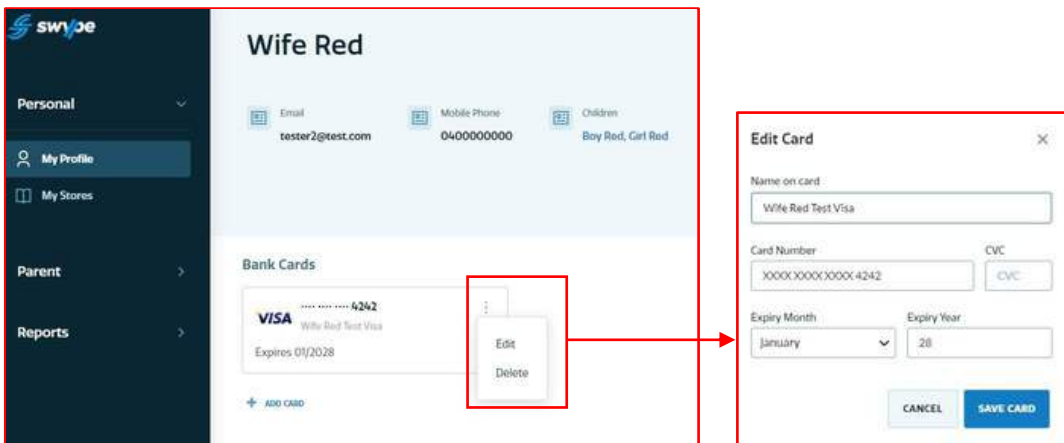 swype
Wife Red
Personal
Email
tester2@test.com
Mobile Phone
0400000000
Children
Boy Red, Girl Red
My Profile
My Stores
Parent
Reports
Bank Cards
VISA
.... .... .... 4242
Wife Red Test Visa
Expires 01/2028
Edit
Delete
+ ADD CARD
Edit Card
Name on card
Wife Red Test Visa
Card Number
CVC
XXXX XXXX XXXX 4242
CVC
Expiry Month
Expiry Year
January
28
CANCEL
SAVE CARD